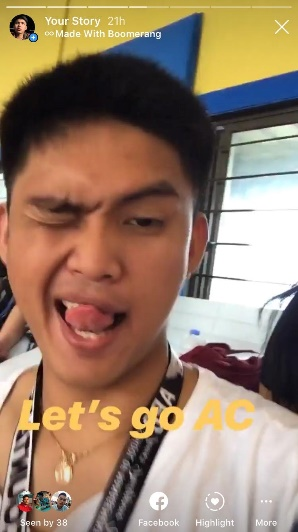 Your Story 21h
∞ Made With Boomerang
Let's go AC
Seen by 38
Facebook
Highlight
More